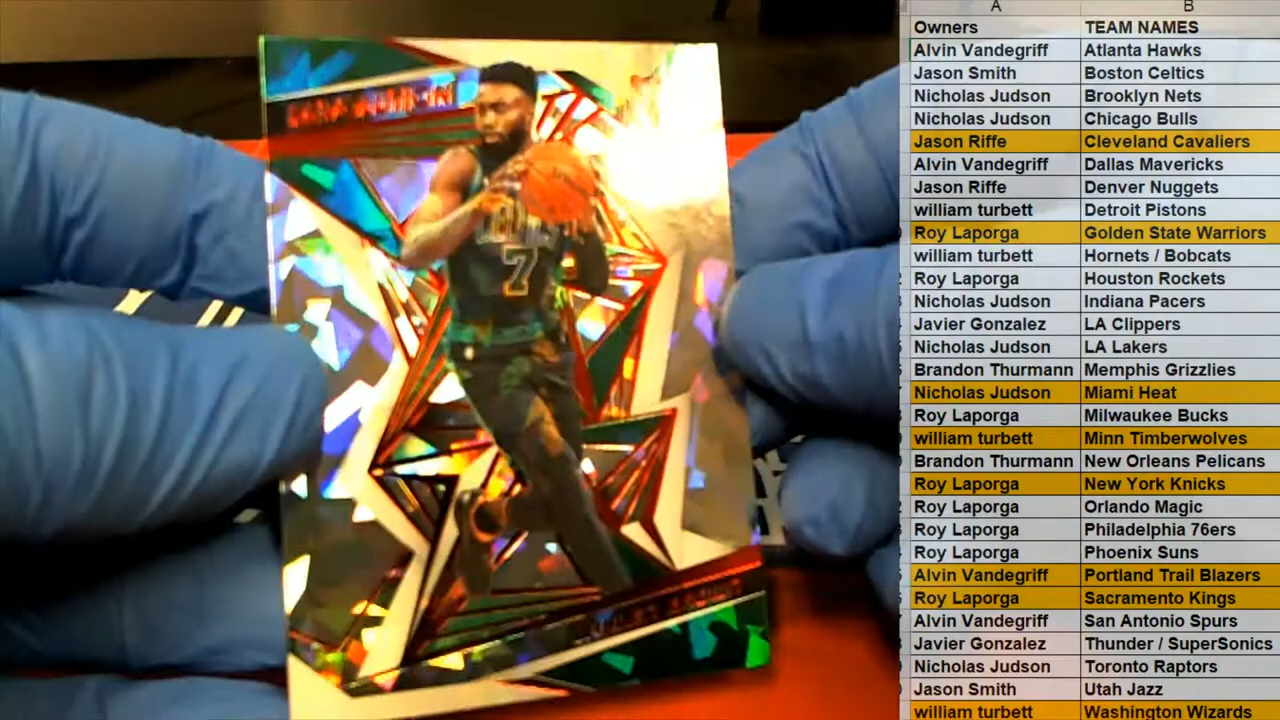 REVOLUTION
7
A B
Owners TEAM NAMES
Alvin Vandegriff Atlanta Hawks
Jason Smith Boston Celtics
Nicholas Judson Brooklyn Nets
Nicholas Judson Chicago Bulls
Jason Riffe Cleveland Cavaliers
Alvin Vandegriff Dallas Mavericks
Jason Riffe Denver Nuggets
william turbett Detroit Pistons
Roy Laporga Golden State Warriors
william turbett Hornets / Bobcats
Roy Laporga Houston Rockets
Nicholas Judson Indiana Pacers
Javier Gonzalez LA Clippers
Nicholas Judson LA Lakers
Brandon Thurmann Memphis Grizzlies
Nicholas Judson Miami Heat
Roy Laporga Milwaukee Bucks
william turbett Minn Timberwolves
Brandon Thurmann New Orleans Pelicans
Roy Laporga New York Knicks
Roy Laporga Orlando Magic
Roy Laporga Philadelphia 76ers
Roy Laporga Phoenix Suns
Alvin Vandegriff Portland Trail Blazers
Roy Laporga Sacramento Kings
Alvin Vandegriff San Antonio Spurs
Javier Gonzalez Thunder / SuperSonics
Nicholas Judson Toronto Raptors
Jason Smith Utah Jazz
william turbett Washington Wizards